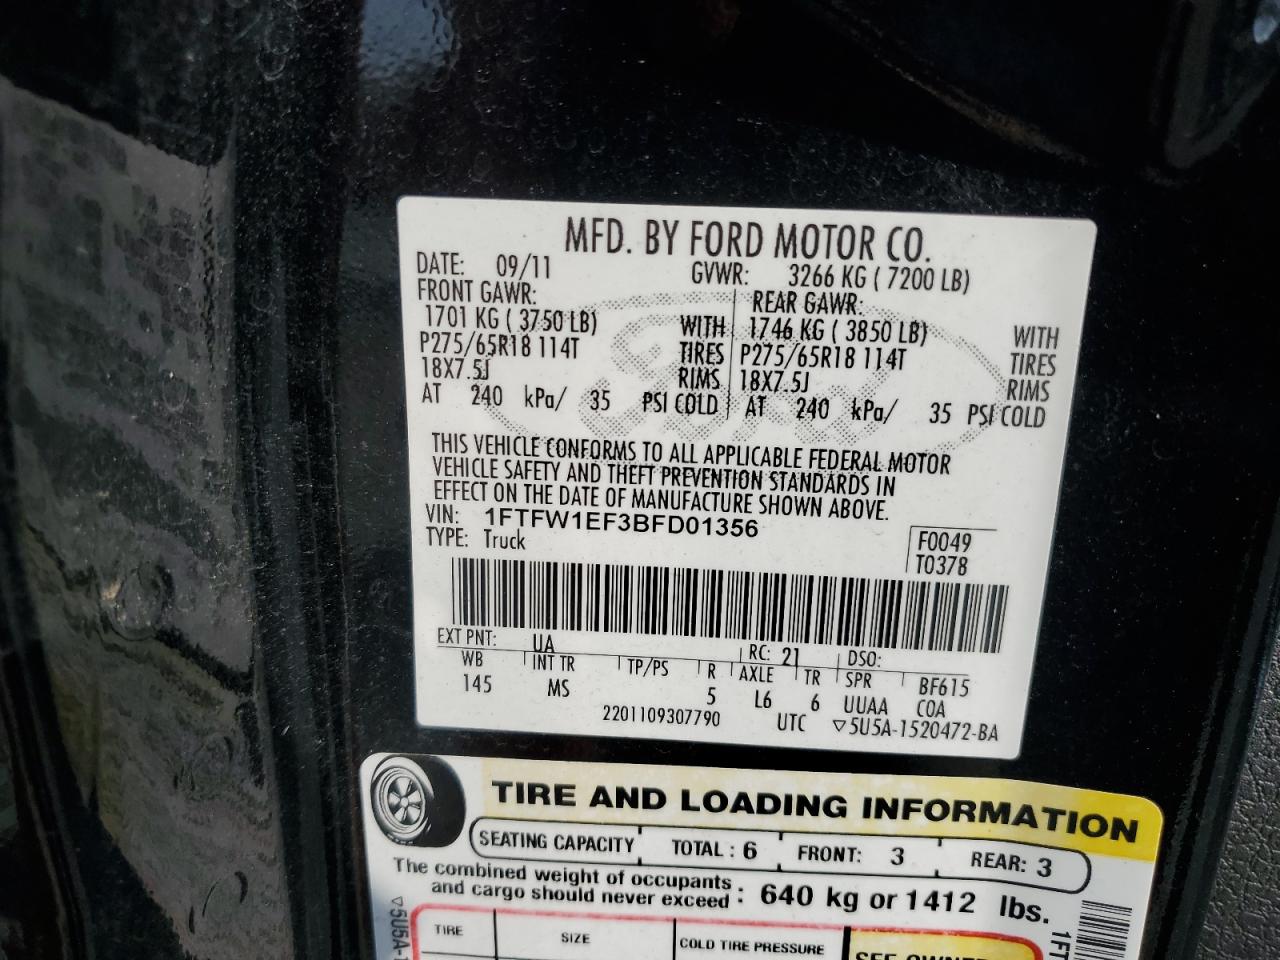 MFD. BY FORD MOTOR CO.
DATE: 09/11 GVWR: 3266 KG ( 7200 LB)
FRONT GAWR: REAR GAWR:
1701 KG ( 3750 LB) WITH 1746 KG ( 3850 LB) WITH
P275/65R18 114T TIRES P275/65R18 114T TIRES
18X7.5J RIMS 18X7.5J RIMS
AT 240 kPa/ 35 PSI COLD AT 240 kPa/ 35 PSI COLD
THIS VEHICLE CONFORMS TO ALL APPLICABLE FEDERAL MOTOR
VEHICLE SAFETY AND THEFT PREVENTION STANDARDS IN
EFFECT ON THE DATE OF MANUFACTURE SHOWN ABOVE.
VIN: 1FTFW1EF3BFD01356
TYPE: Truck
F0049
T0378
EXT PNT: UA RC: 21 DSO:
WB INT TR TP/PS R AXLE TR SPR BF615
145 MS 5 L6 6 UUAA COA
2201109307790 UTC ▽5U5A-1520472-BA
TIRE AND LOADING INFORMATION
SEATING CAPACITY TOTAL : 6 FRONT: 3 REAR: 3
The combined weight of occupants
and cargo should never exceed : 640 kg or 1412 lbs.
TIRE SIZE COLD TIRE PRESSURE SEE OWNER
▽5U5A-
1FT